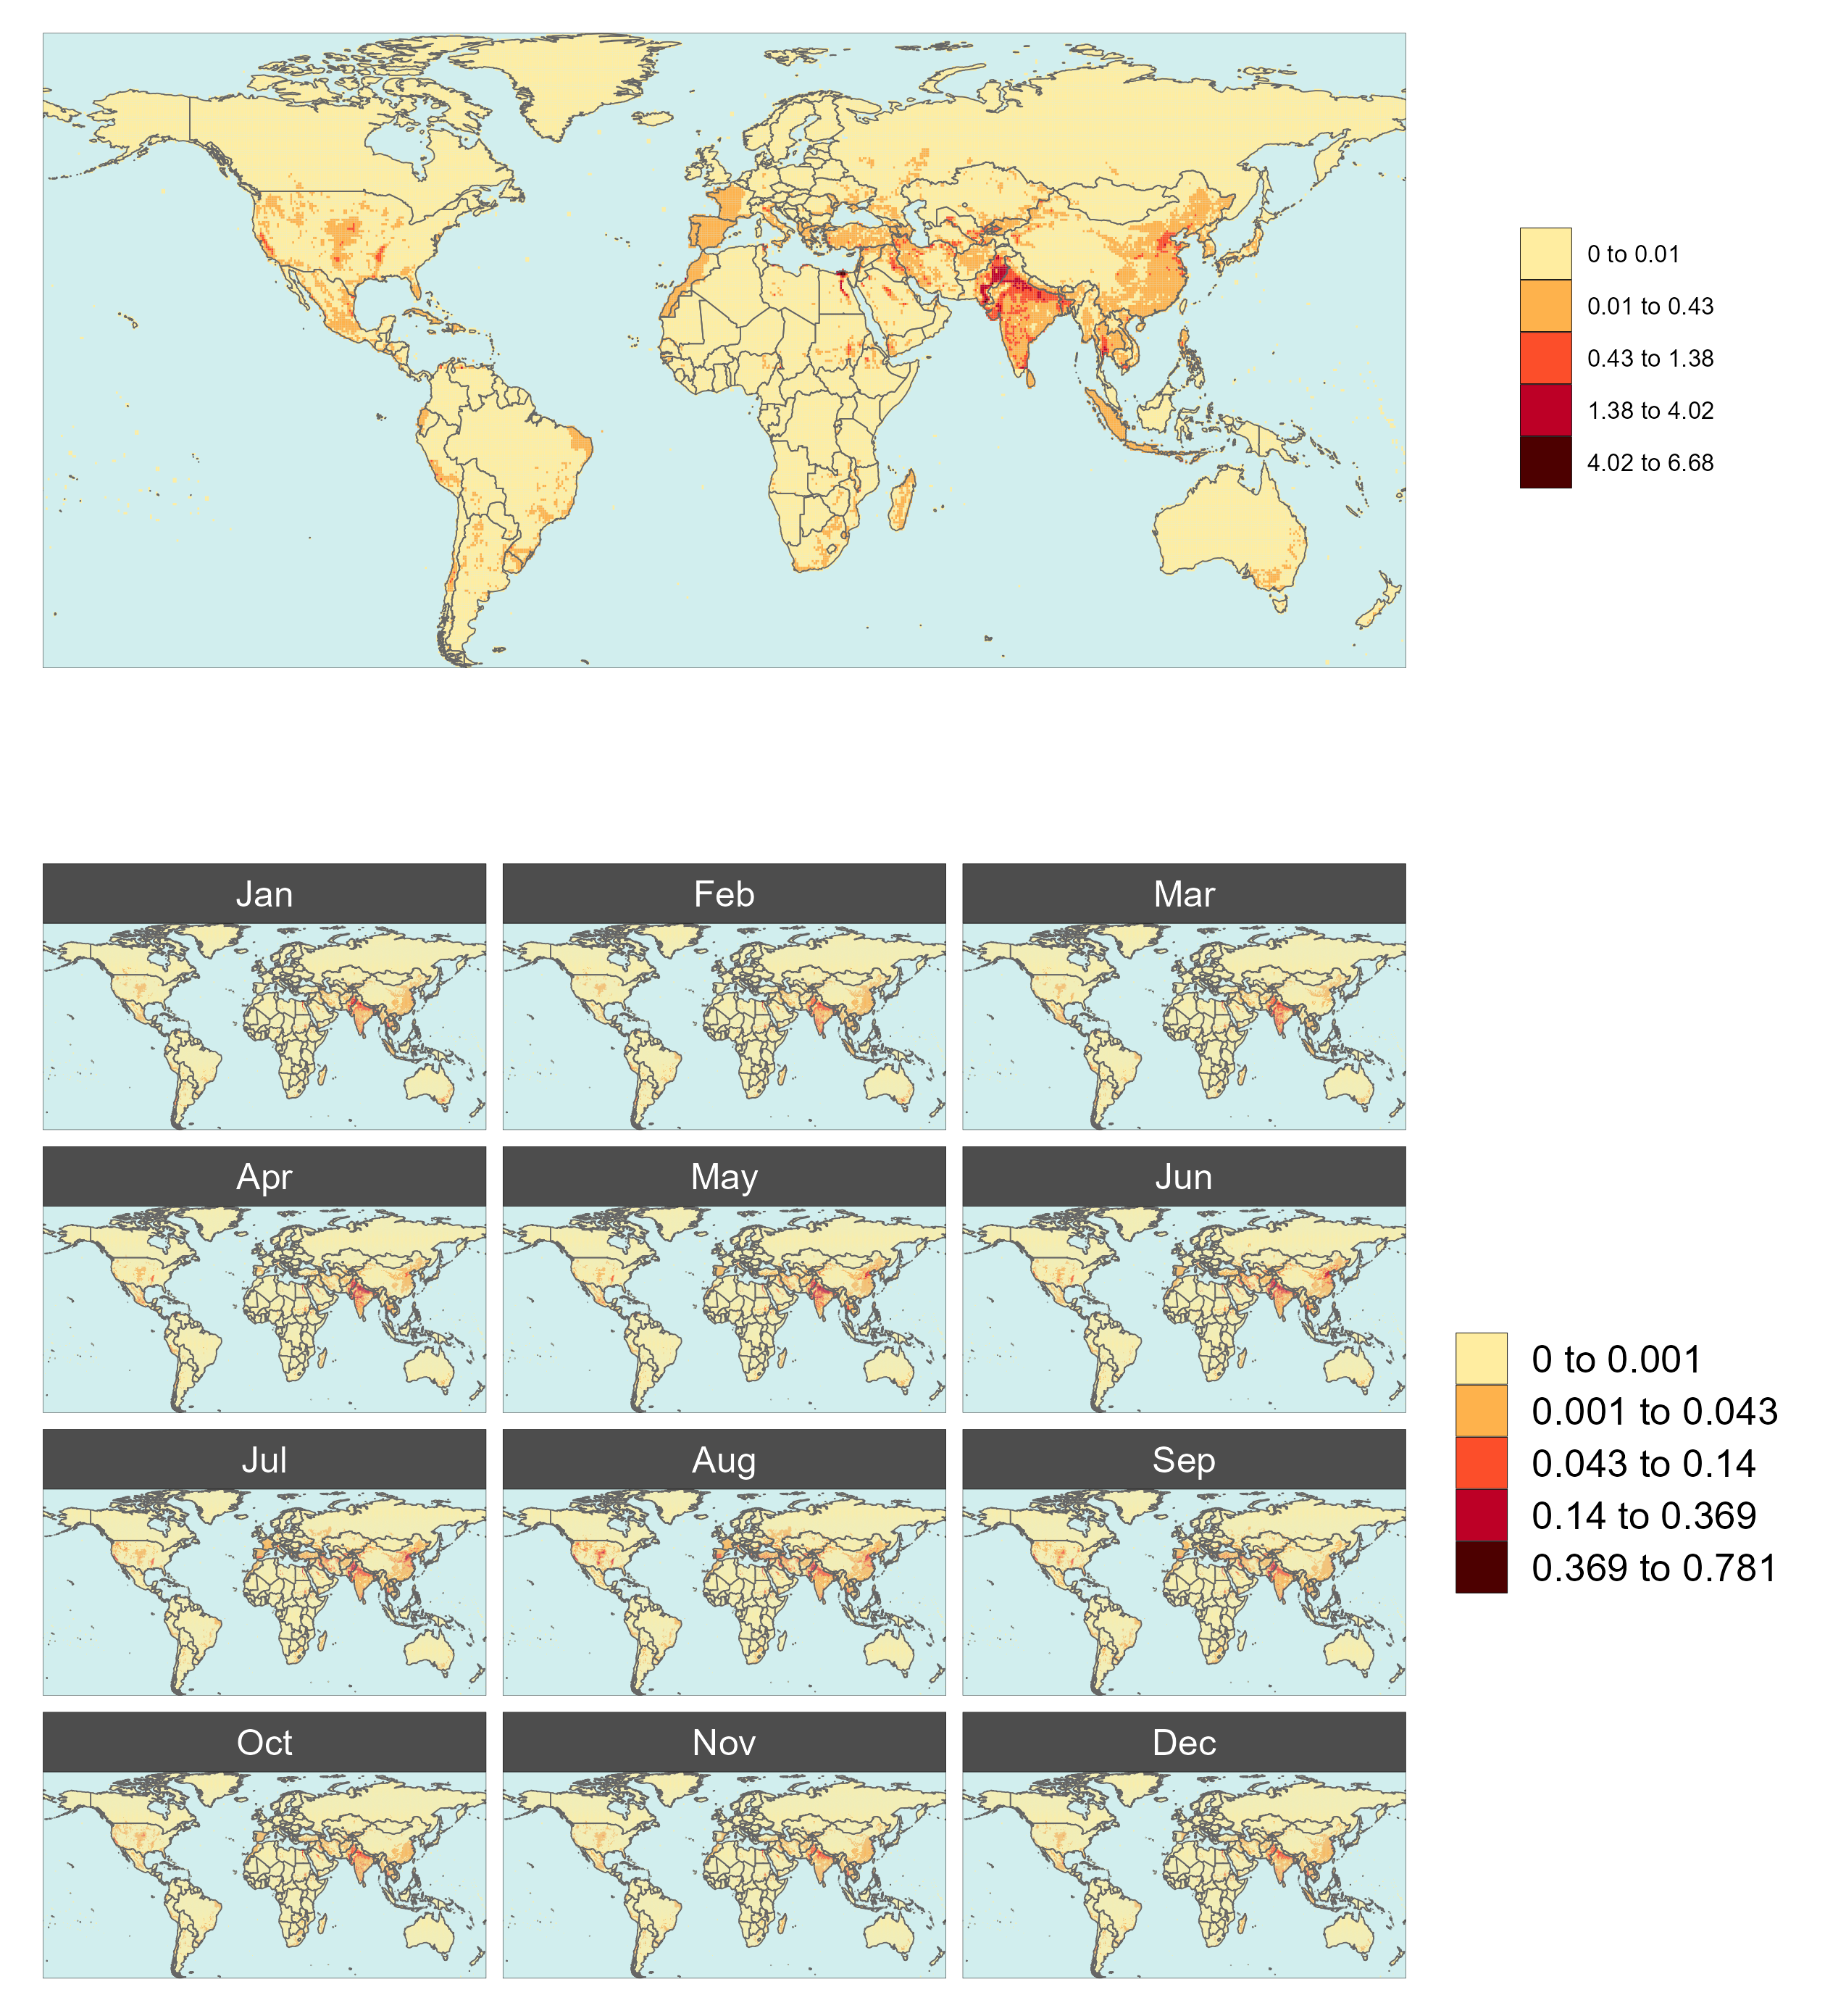 0 to 0.01
0.01 to 0.43
0.43 to 1.38
1.38 to 4.02
4.02 to 6.68
Jan
Feb
Mar
Apr
May
Jun
Jul
Aug
Sep
Oct
Nov
Dec
0 to 0.001
0.001 to 0.043
0.043 to 0.14
0.14 to 0.369
0.369 to 0.781